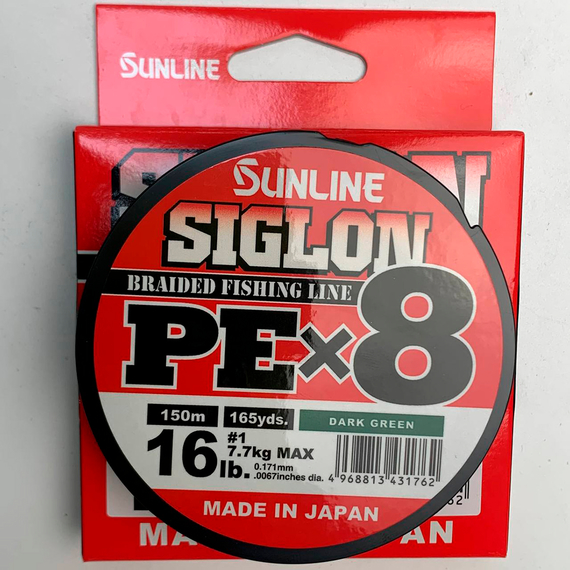 SUNLINE
SUNLINE
SIGLON
BRAIDED FISHING LINE
PE×8
150m 165yds. DARK GREEN
16lb. #1
7.7kg MAX
0.171mm
.0067inches dia.
4 968813 431762
MADE IN JAPAN